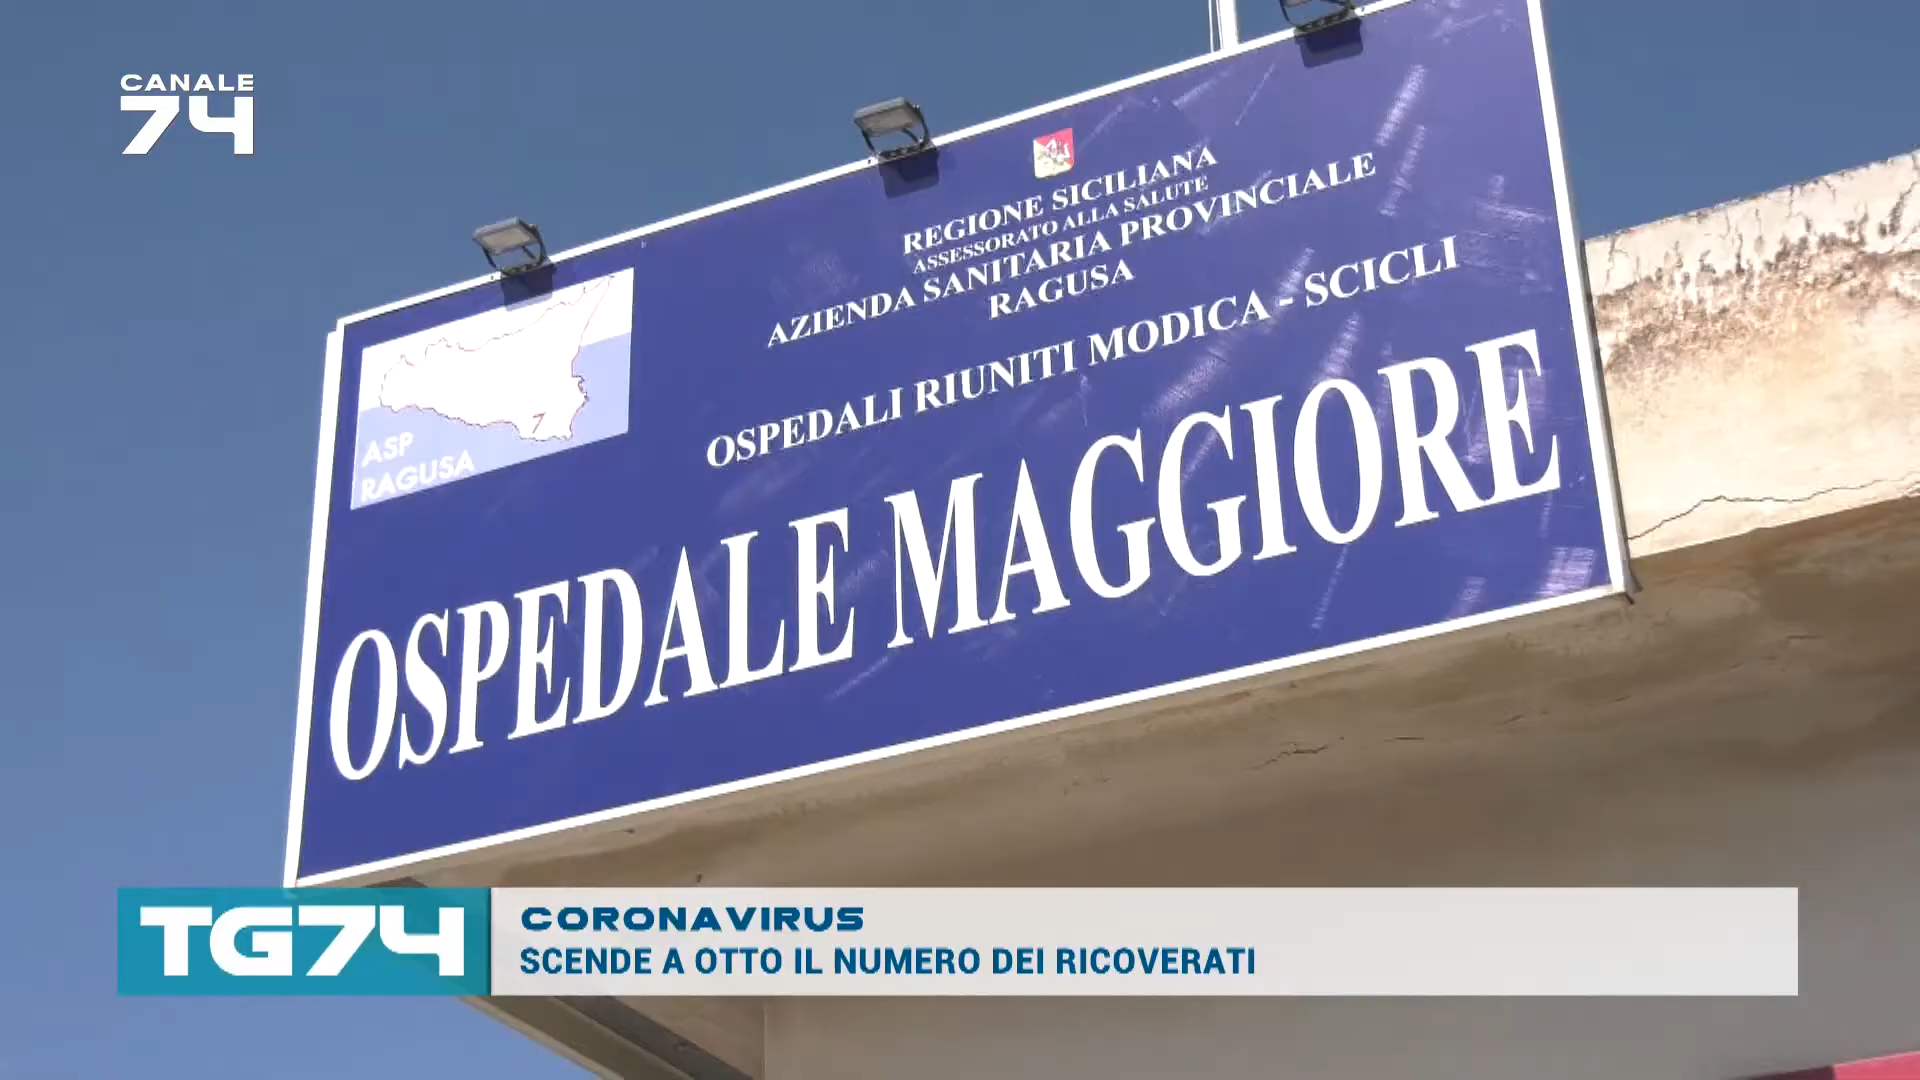 CANALE
74
REGIONE SICILIANA
ASSESSORATO ALLA SALUTE
AZIENDA SANITARIA PROVINCIALE
RAGUSA
OSPEDALI RIUNITI MODICA - SCICLI
ASP
RAGUSA
7
OSPEDALE MAGGIORE
TG74
CORONAVIRUS
SCENDE A OTTO IL NUMERO DEI RICOVERATI